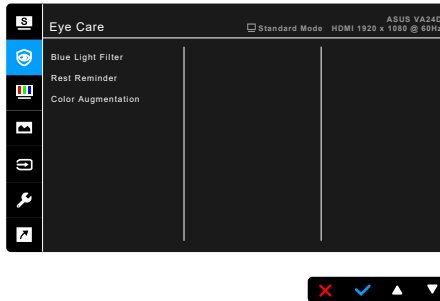 S
Eye Care
ASUS VA24D
Standard Mode HDMI 1920 x 1080 @ 60Hz
Blue Light Filter
Rest Reminder
Color Augmentation